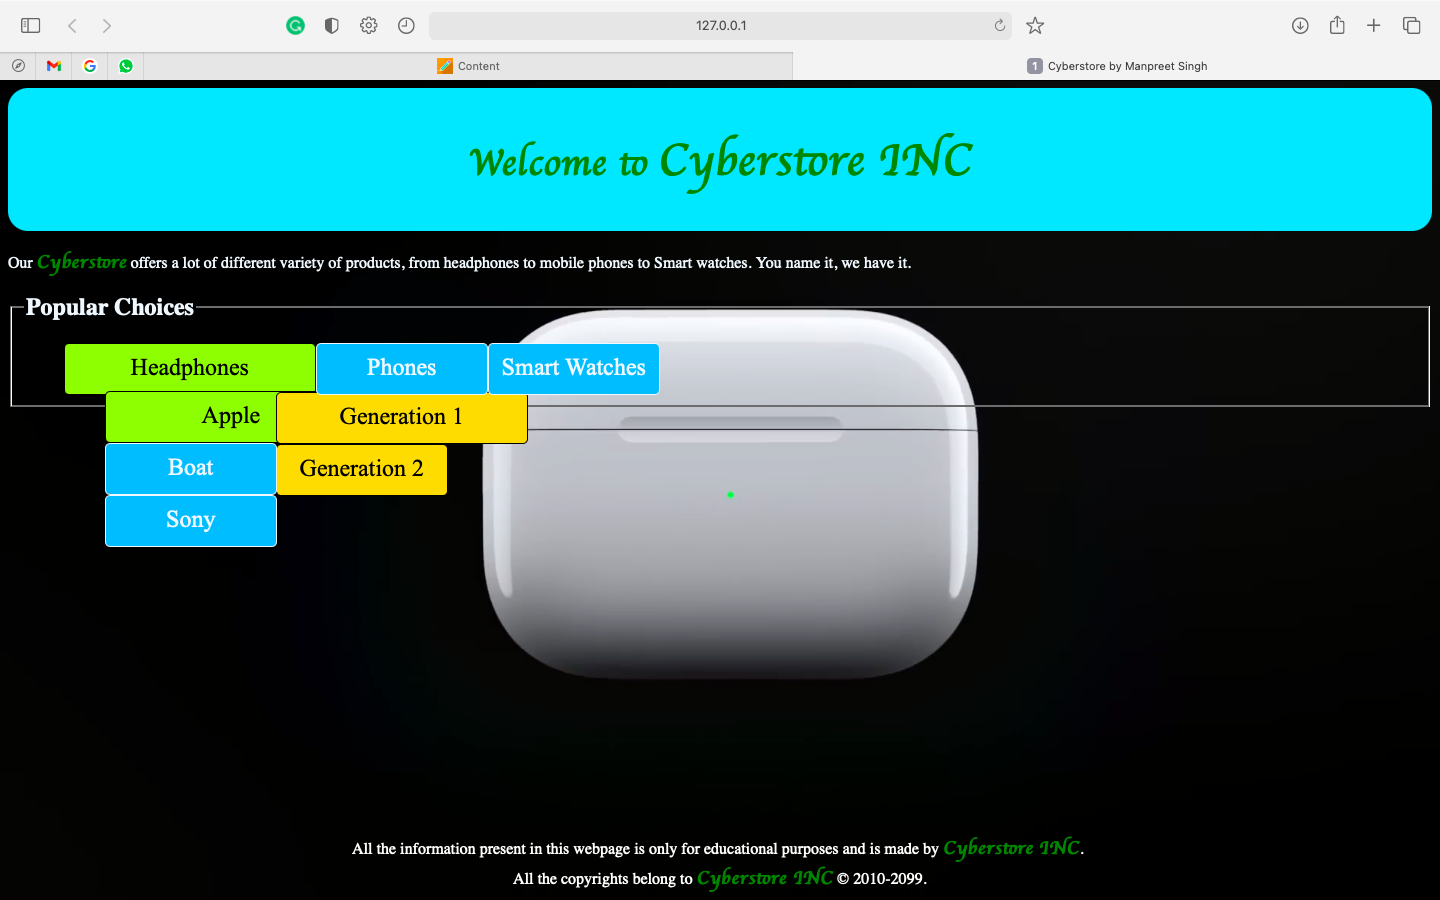 127.0.0.1
Content
1 Cyberstore by Manpreet Singh
Welcome to Cyberstore INC
Our Cyberstore offers a lot of different variety of products, from headphones to mobile phones to Smart watches. You name it, we have it.
Popular Choices
Headphones Phones Smart Watches
Apple Generation 1
Boat Generation 2
Sony
All the information present in this webpage is only for educational purposes and is made by Cyberstore INC.
All the copyrights belong to Cyberstore INC © 2010-2099.